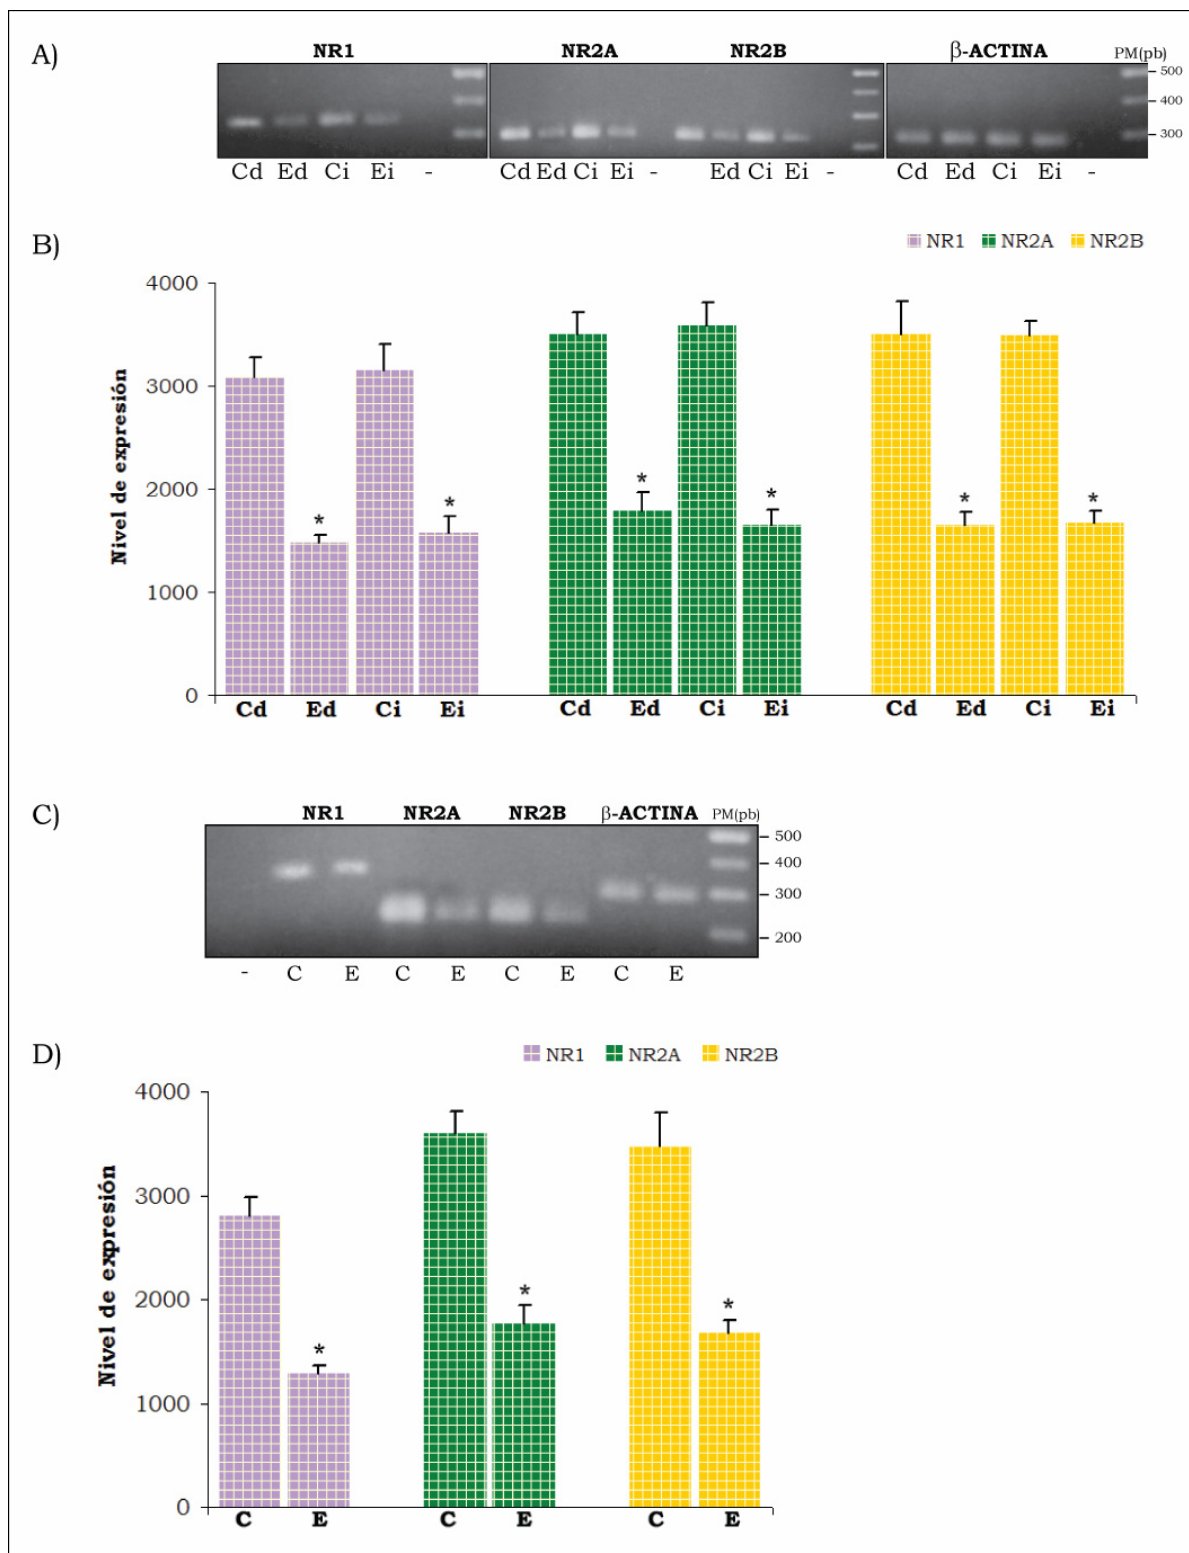 A)
NR1 NR2A NR2B β-ACTINA PM(pb)
500
400
300
Cd Ed Ci Ei - Cd Ed Ci Ei - Ed Ci Ei - Cd Ed Ci Ei -
B)
NR1 NR2A NR2B
Nivel de expresión
4000
3000
2000
1000
0
* * * * * *
Cd Ed Ci Ei Cd Ed Ci Ei Cd Ed Ci Ei
C)
NR1 NR2A NR2B β-ACTINA PM(pb)
500
400
300
200
- C E C E C E C E
D)
NR1 NR2A NR2B
Nivel de expresión
4000
3000
2000
1000
0
* * *
C E C E C E